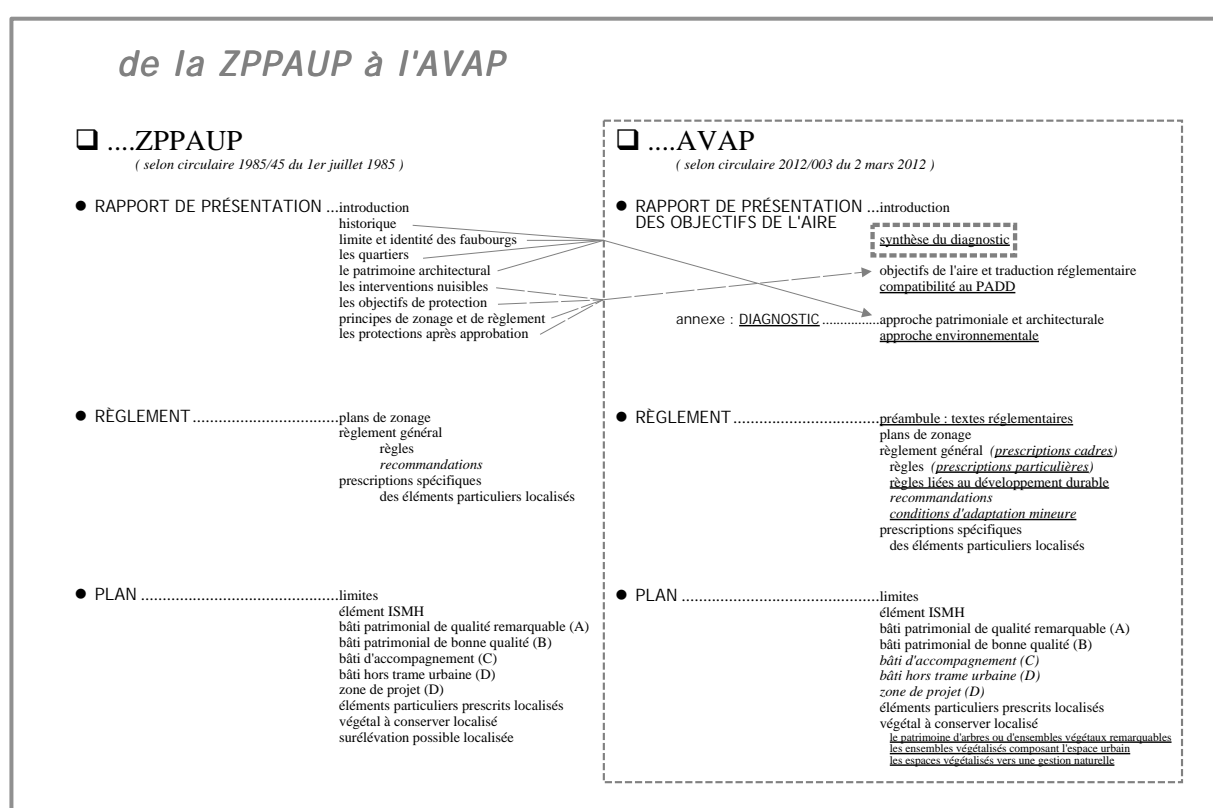 de la ZPPAUP à l'AVAP
❑ ....ZPPAUP
( selon circulaire 1985/45 du 1er juillet 1985 )
● RAPPORT DE PRÉSENTATION ...introduction
historique
limite et identité des faubourgs
les quartiers
le patrimoine architectural
les interventions nuisibles
les objectifs de protection
principes de zonage et de règlement
les protections après approbation
● RÈGLEMENT ..................................plans de zonage
règlement général
règles
recommandations
prescriptions spécifiques
des éléments particuliers localisés
● PLAN ..............................................limites
élément ISMH
bâti patrimonial de qualité remarquable (A)
bâti patrimonial de bonne qualité (B)
bâti d'accompagnement (C)
bâti hors trame urbaine (D)
zone de projet (D)
éléments particuliers prescrits localisés
végétal à conserver localisé
surélévation possible localisée
❑ ....AVAP
( selon circulaire 2012/003 du 2 mars 2012 )
● RAPPORT DE PRÉSENTATION ...introduction
DES OBJECTIFS DE L'AIRE
synthèse du diagnostic
objectifs de l'aire et traduction réglementaire
compatibilité au PADD
annexe : DIAGNOSTIC ................approche patrimoniale et architecturale
approche environnementale
● RÈGLEMENT ..................................préambule : textes réglementaires
plans de zonage
règlement général (prescriptions cadres)
règles (prescriptions particulières)
règles liées au développement durable
recommandations
conditions d'adaptation mineure
prescriptions spécifiques
des éléments particuliers localisés
● PLAN ..............................................limites
élément ISMH
bâti patrimonial de qualité remarquable (A)
bâti patrimonial de bonne qualité (B)
bâti d'accompagnement (C)
bâti hors trame urbaine (D)
zone de projet (D)
éléments particuliers prescrits localisés
végétal à conserver localisé
le patrimoine d'arbres ou d'ensembles végétaux remarquables
les ensembles végétalisés composant l'espace urbain
les espaces végétalisés vers une gestion naturelle